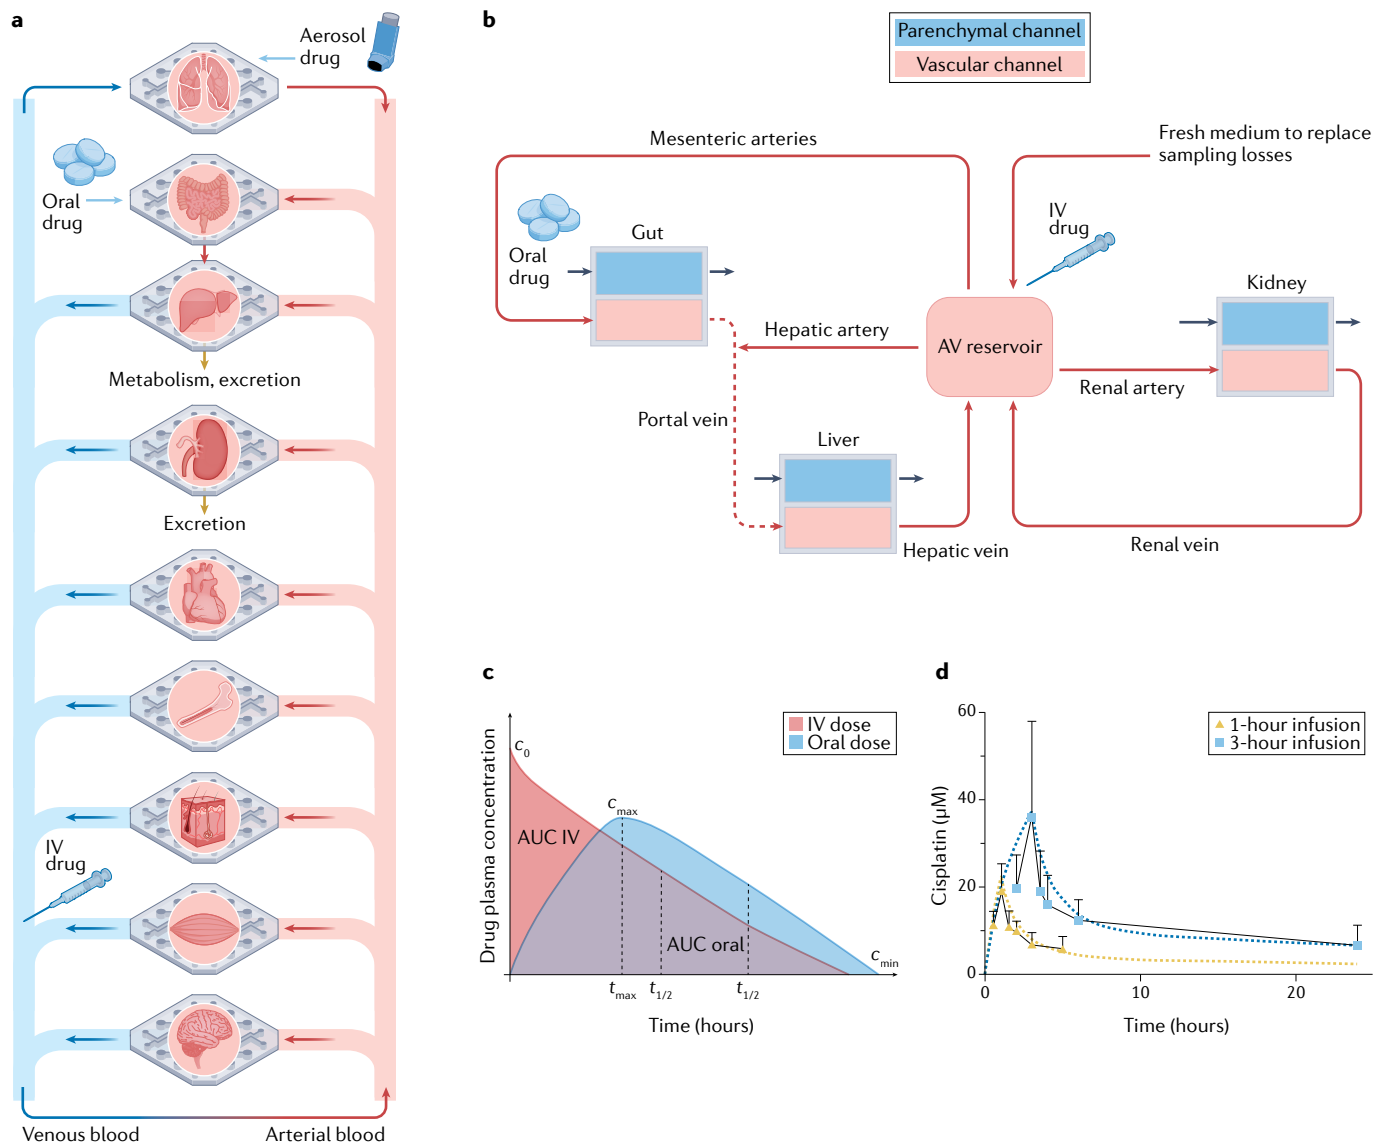 a
Aerosol
drug
Oral
drug
Metabolism, excretion
Excretion
IV
drug
Venous blood
Arterial blood
b
Parenchymal channel
Vascular channel
Mesenteric arteries
Fresh medium to replace
sampling losses
IV
drug
Oral
drug
Gut
Kidney
Hepatic artery
AV reservoir
Renal artery
Portal vein
Liver
Hepatic vein
Renal vein
c
IV dose
Oral dose
Drug plasma concentration
c0
cmax
AUC IV
AUC oral
cmin
tmax
t1/2
t1/2
Time (hours)
d
1-hour infusion
3-hour infusion
Cisplatin (µM)
60
40
20
0
0
10
20
Time (hours)